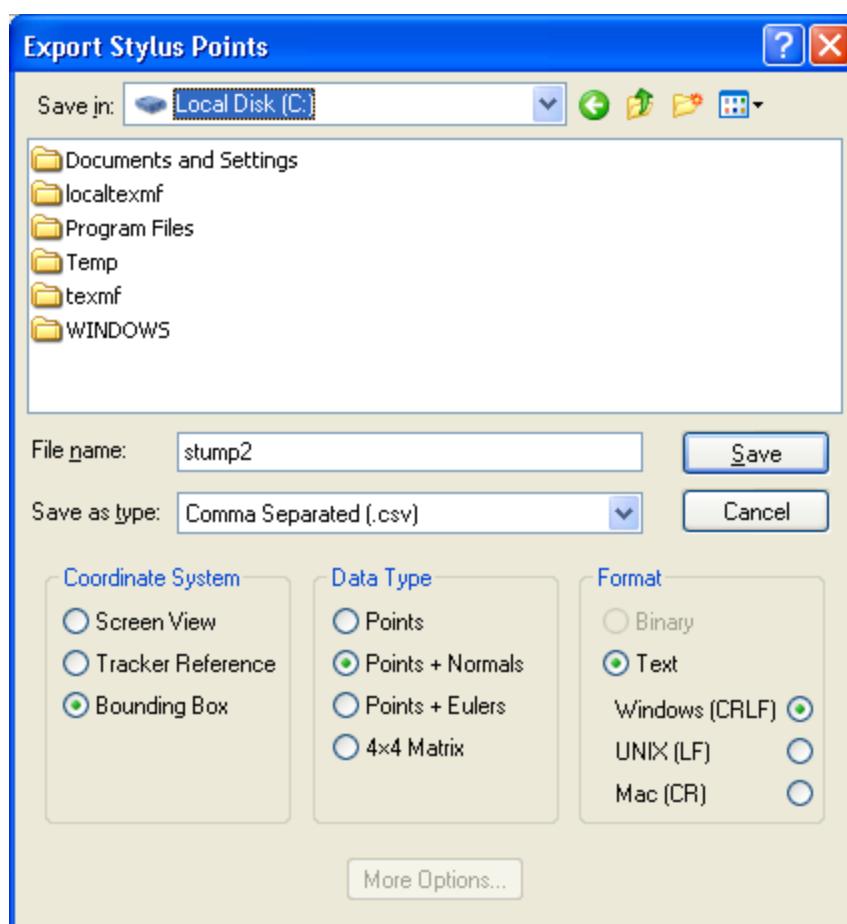 Export Stylus Points
Save in: Local Disk (C:)
Documents and Settings
localtexmf
Program Files
Temp
texmf
WINDOWS
File name: stump2 Save
Save as type: Comma Separated (.csv) Cancel
Coordinate System Data Type Format
Screen View Points Binary
Tracker Reference Points + Normals Text
Bounding Box Points + Eulers Windows (CRLF)
4×4 Matrix UNIX (LF)
Mac (CR)
More Options...